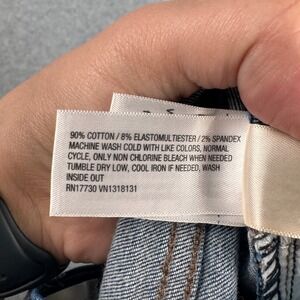 90% COTTON / 8% ELASTOMULTIESTER / 2% SPANDEX
MACHINE WASH COLD WITH LIKE COLORS, NORMAL
CYCLE, ONLY NON CHLORINE BLEACH WHEN NEEDED
TUMBLE DRY LOW, COOL IRON IF NEEDED, WASH
INSIDE OUT
RN17730 VN1318131